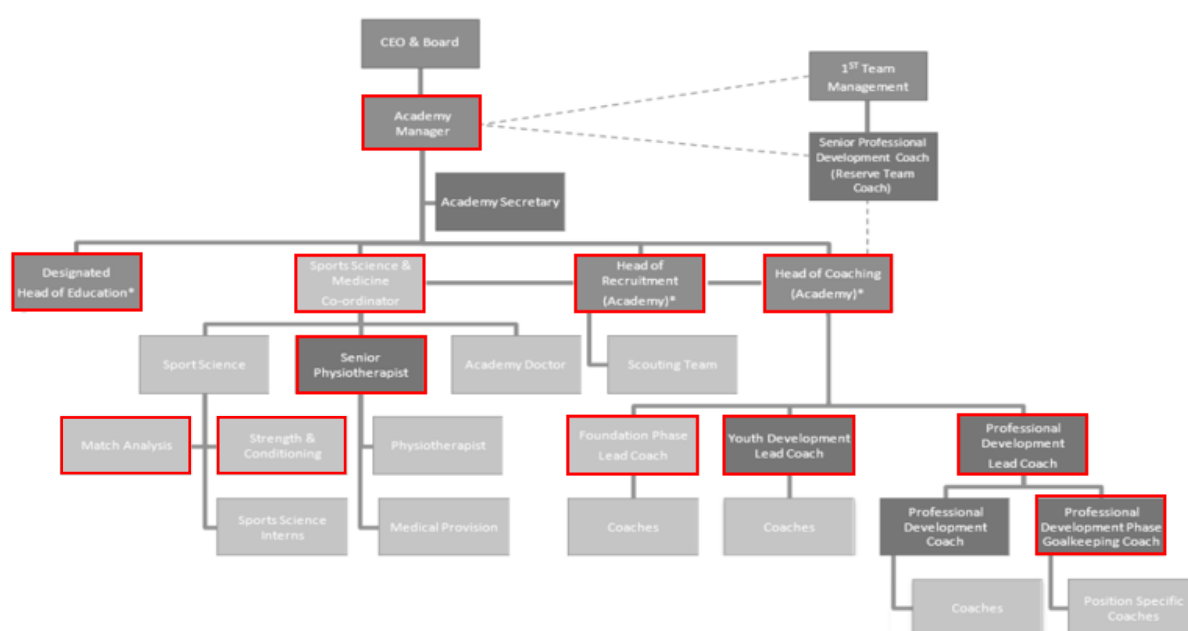 CEO & Board
1ST Team
Management
Academy
Manager
Senior Professional
Development Coach
(Reserve Team
Coach)
Academy Secretary
Designated
Head of Education*
Sports Science &
Medicine
Co-ordinator
Head of
Recruitment
(Academy)*
Head of Coaching
(Academy)*
Sport Science
Senior
Physiotherapist
Academy Doctor
Scouting Team
Match Analysis
Strength &
Conditioning
Physiotherapist
Foundation Phase
Lead Coach
Youth Development
Lead Coach
Professional
Development
Lead Coach
Sports Science
Interns
Medical Provision
Coaches
Coaches
Professional
Development
Coach
Professional
Development Phase
Goalkeeping Coach
Coaches
Position Specific
Coaches